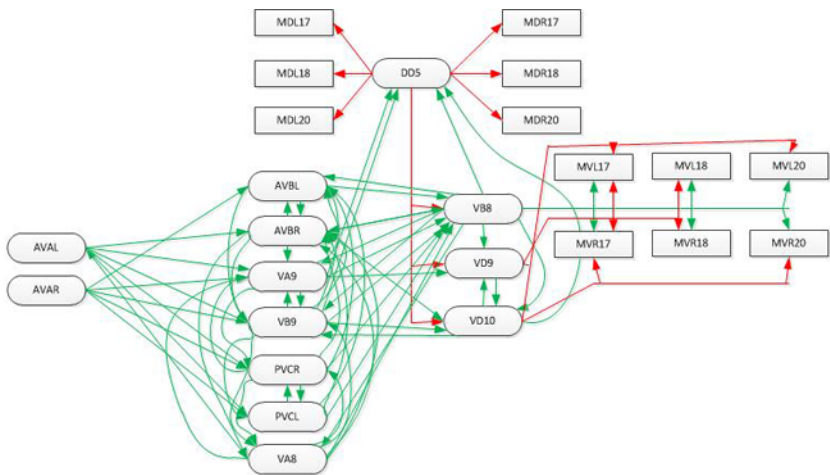 MDL17
MDR17
MDL18
DD5
MDR18
MDL20
MDR20
MVL17
MVL18
MVL20
AVBL
VB8
AVBR
AVAL
MVR17
MVR18
MVR20
VA9
VD9
AVAR
VB9
VD10
PVCR
PVCL
VA8